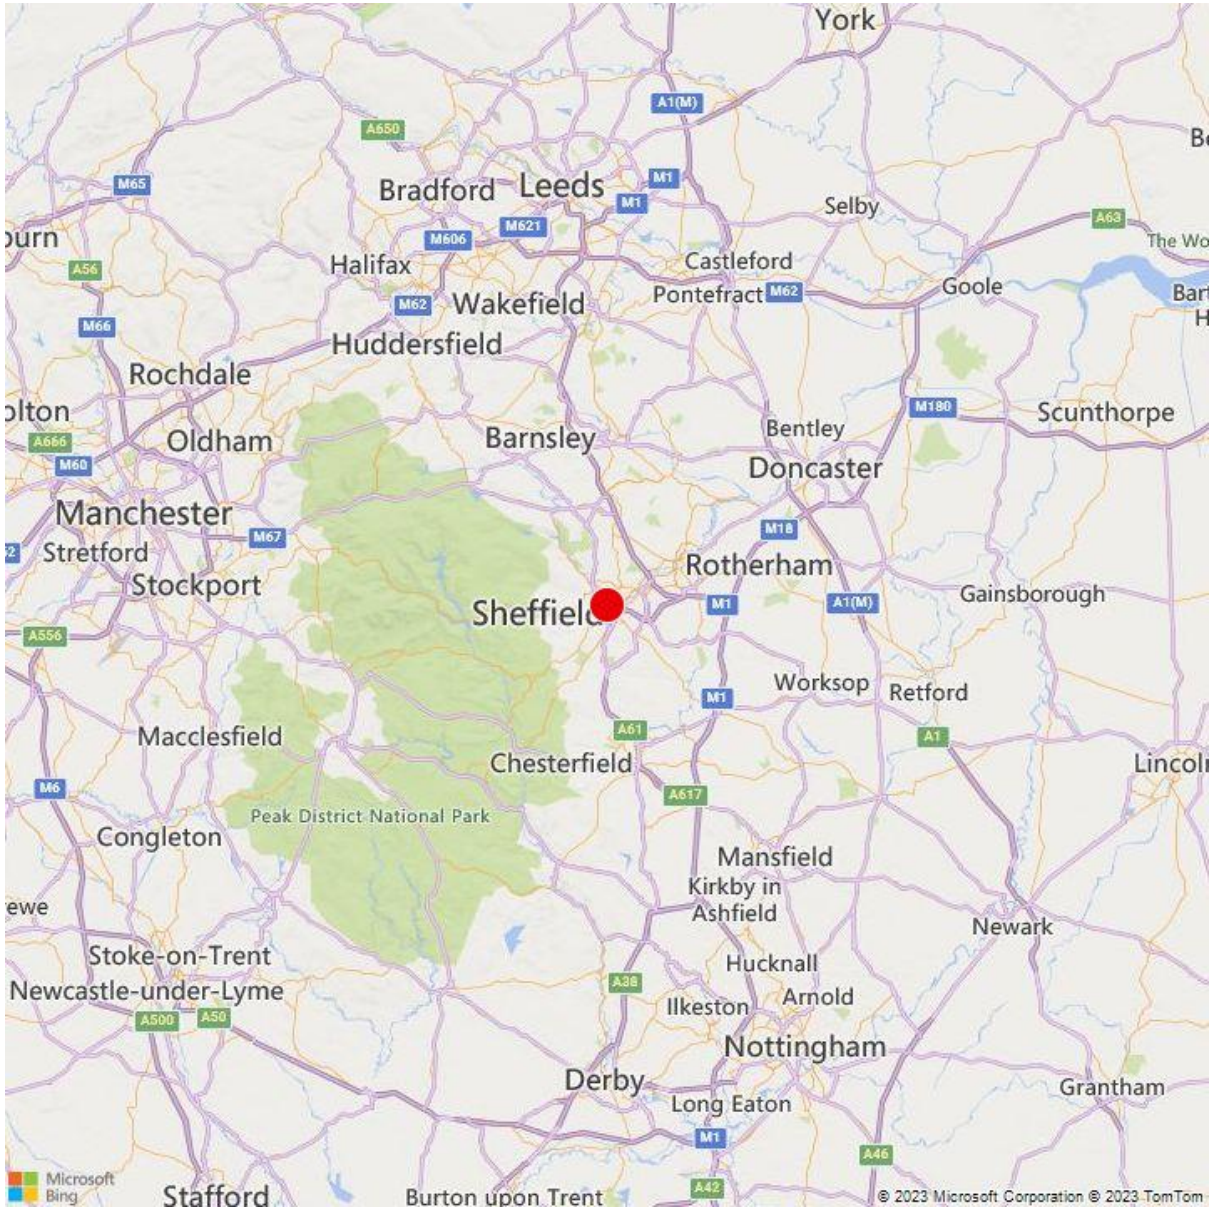 York
A1(M)
A650
Be
M65
Bradford
Leeds
M1
M1
Selby
A63
M621
M606
ourn
The Wo
Halifax
A56
Castleford
Pontefract
M62
Goole
Bart
H
M62
Wakefield
M66
Huddersfield
Rochdale
olton
M180
Scunthorpe
A666
Oldham
Barnsley
Bentley
M60
Doncaster
Manchester
M18
M67
Stretford
Stockport
Rotherham
Gainsborough
Sheffield
M1
A1(M)
A556
Worksop
Retford
M1
A61
Macclesfield
A1
Chesterfield
Lincoln
M6
A617
Peak District National Park
Congleton
Mansfield
Kirkby in
Ashfield
rewe
Newark
Stoke-on-Trent
Hucknall
A38
Newcastle-under-Lyme
Arnold
Ilkeston
A500
A50
Nottingham
Derby
Grantham
Long Eaton
M1
A46
Microsoft
Bing
Stafford
Burton upon Trent
A42
© 2023 Microsoft Corporation © 2023 TomTom